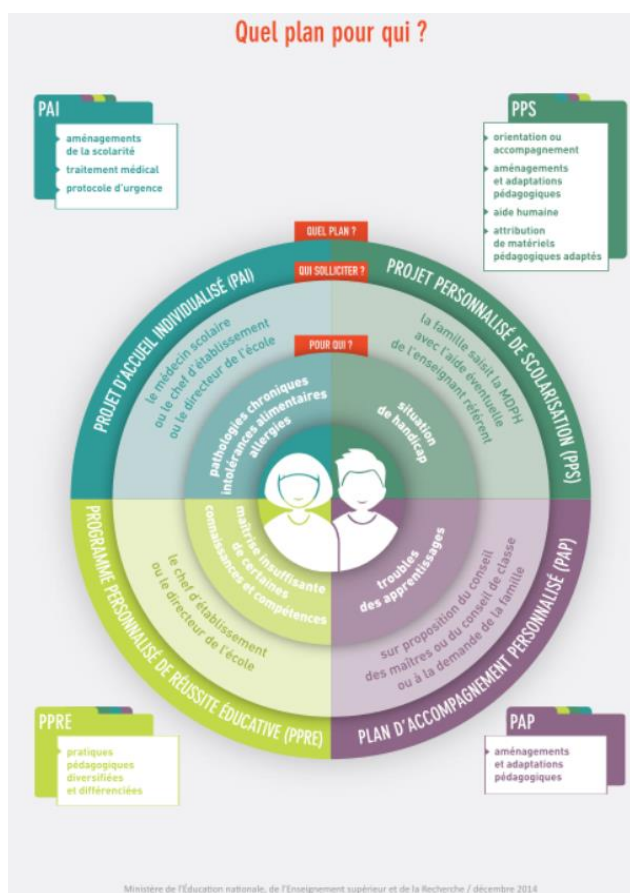 Quel plan pour qui ?
PAI
aménagements
de la scolarité
traitement médical
protocole d'urgence
PPS
orientation ou
accompagnement
aménagements
et adaptations
pédagogiques
aide humaine
attribution
de matériels
pédagogiques adaptés
QUEL PLAN ?
QUI SOLLICITER ?
POUR QUI ?
PROJET D'ACCUEIL INDIVIDUALISÉ (PAI)
le médecin scolaire
ou le chef d'établissement
ou le directeur de l'école
pathologies chroniques
intolérances alimentaires
allergies
PROJET PERSONNALISÉ DE SCOLARISATION (PPS)
la famille saisit la MDPH
avec l'aide éventuelle
de l'enseignant référent
situation
de handicap
PROGRAMME PERSONNALISÉ DE RÉUSSITE ÉDUCATIVE (PPRE)
le chef d'établissement
ou le directeur de l'école
maîtrise insuffisante
de certaines
connaissances et compétences
PLAN D'ACCOMPAGNEMENT PERSONNALISÉ (PAP)
sur proposition du conseil
des maîtres ou du conseil de classe
ou à la demande de la famille
troubles
des apprentissages
PPRE
pratiques
pédagogiques
diversifiées
et différenciées
PAP
aménagements
et adaptations
pédagogiques
Ministère de l'Éducation nationale, de l'Enseignement supérieur et de la Recherche / décembre 2014